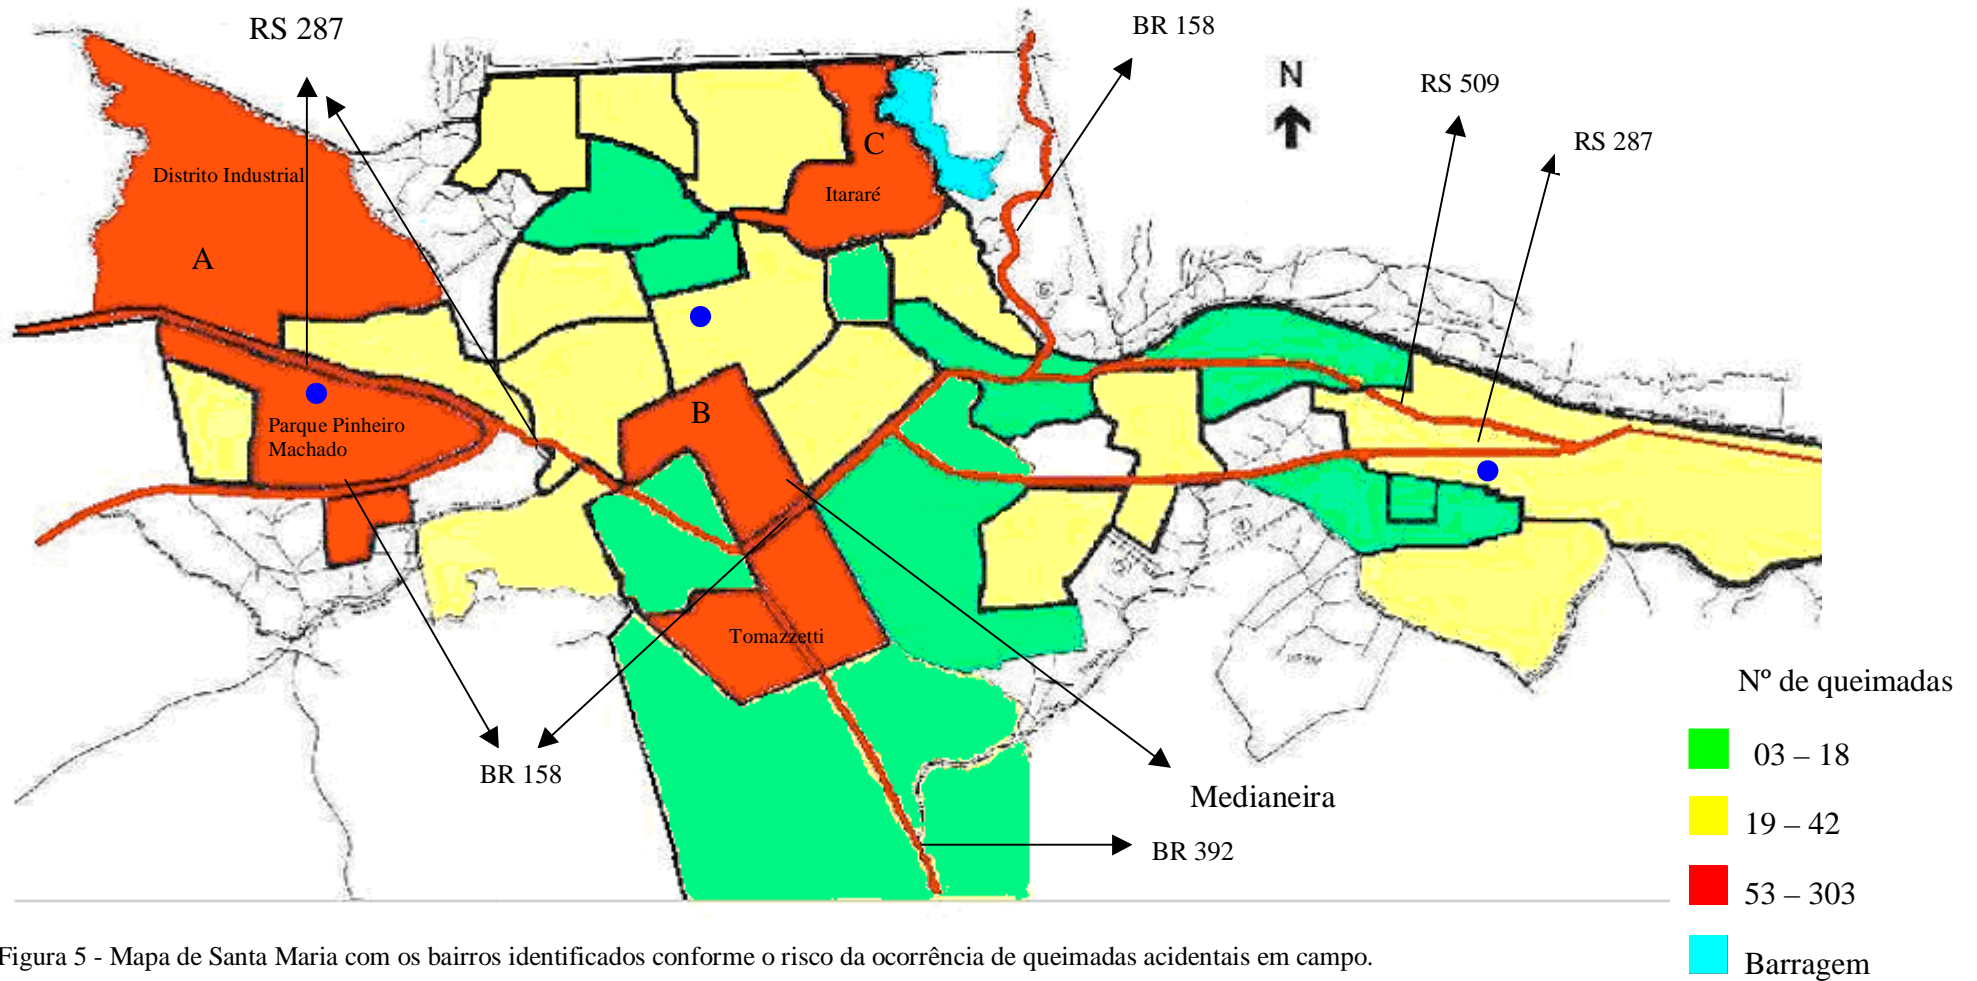 RS 287
BR 158
N
RS 509
RS 287
C
Distrito Industrial
Itararé
A
B
Parque Pinheiro
Machado
Tomazzetti
Nº de queimadas
BR 158
03 – 18
Medianeira
19 – 42
BR 392
53 – 303
Figura 5 - Mapa de Santa Maria com os bairros identificados conforme o risco da ocorrência de queimadas acidentais em campo.
Barragem